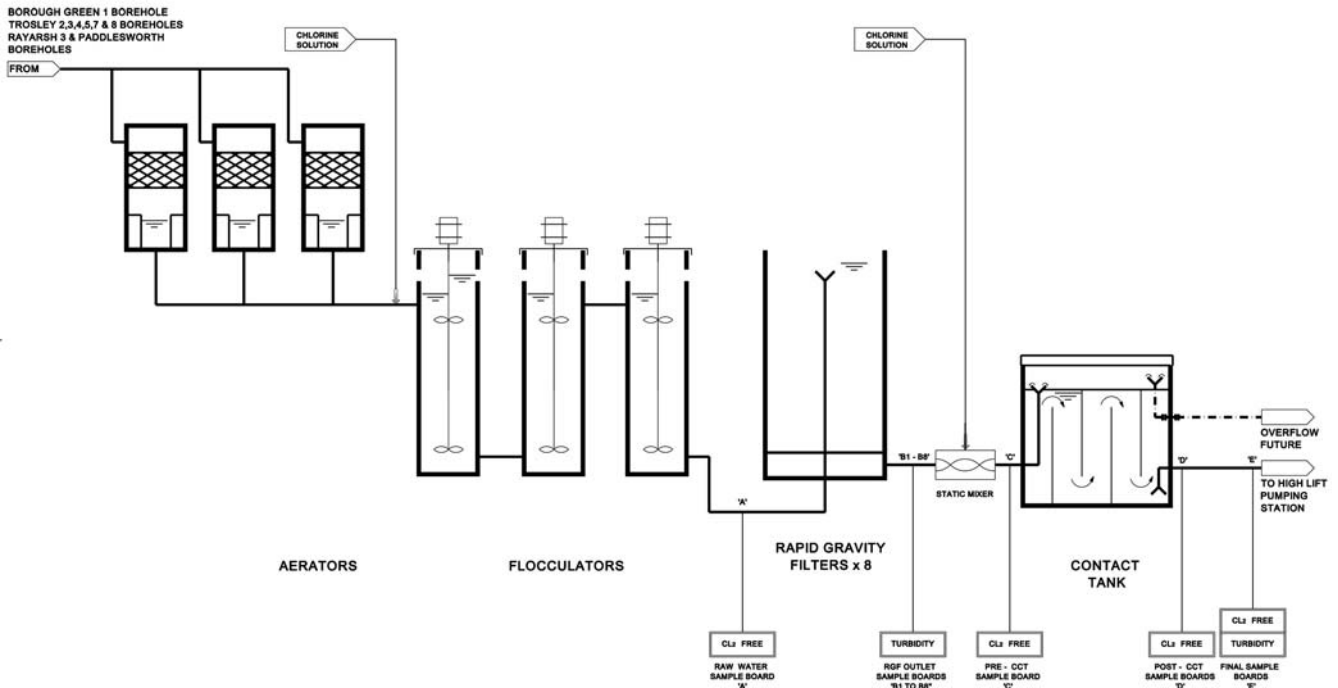 BOROUGH GREEN 1 BOREHOLE
TROSLEY 2,3,4,5,7 & 8 BOREHOLES
RAYARSH 3 & PADDLESWORTH
BOREHOLES
FROM
CHLORINE
SOLUTION
CHLORINE
SOLUTION
'B1 - B8'
'C'
STATIC MIXER
'A'
'D'
'E'
OVERFLOW
FUTURE
TO HIGH LIFT
PUMPING
STATION
AERATORS
FLOCCULATORS
RAPID GRAVITY
FILTERS x 8
CONTACT
TANK
CL₂ FREE
RAW WATER
SAMPLE BOARD
'A'
TURBIDITY
RGF OUTLET
SAMPLE BOARDS
'B1 TO B8"
CL₂ FREE
PRE - CCT
SAMPLE BOARD
'C'
CL₂ FREE
POST - CCT
SAMPLE BOARDS
'D'
CL₂ FREE
TURBIDITY
FINAL SAMPLE
BOARDS
'E'